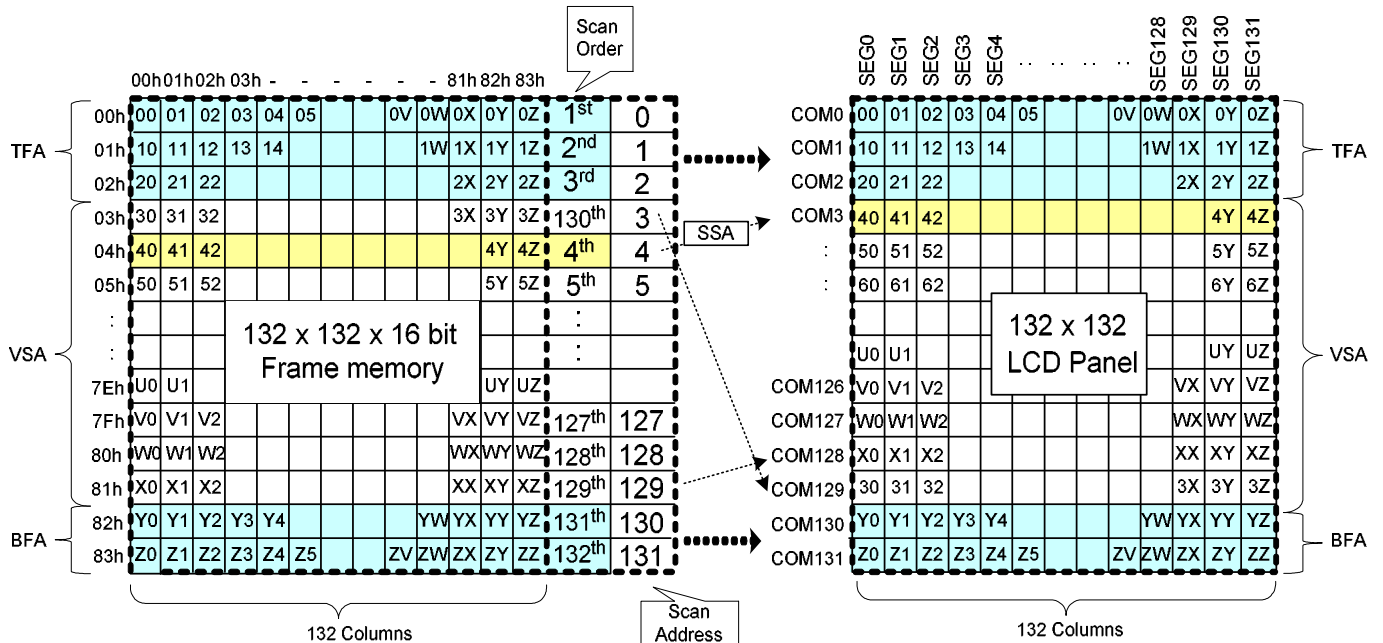 Scan
Order
00h 01h 02h 03h - - - - - - 81h 82h 83h
SEG0 SEG1 SEG2 SEG3 SEG4 .. .. .. .. SEG128 SEG129 SEG130 SEG131
00h 00 01 02 03 04 05 0V 0W 0X 0Y 0Z 1st 0
01h 10 11 12 13 14 1W 1X 1Y 1Z 2nd 1
02h 20 21 22 2X 2Y 2Z 3rd 2
03h 30 31 32 3X 3Y 3Z 130th 3
04h 40 41 42 4Y 4Z 4th 4
05h 50 51 52 5Y 5Z 5th 5
: :
:
7Eh U0 U1 UY UZ
7Fh V0 V1 V2 VX VY VZ 127th 127
80h W0 W1 W2 WX WY WZ 128th 128
81h X0 X1 X2 XX XY XZ 129th 129
82h Y0 Y1 Y2 Y3 Y4 YW YX YY YZ 131th 130
83h Z0 Z1 Z2 Z3 Z4 Z5 ZV ZW ZX ZY ZZ 132th 131
TFA
VSA
BFA
132 x 132 x 16 bit
Frame memory
132 Columns
Scan
Address
SSA
COM0 00 01 02 03 04 05 0V 0W 0X 0Y 0Z
COM1 10 11 12 13 14 1W 1X 1Y 1Z
COM2 20 21 22 2X 2Y 2Z
COM3 40 41 42 4Y 4Z
: 50 51 52 5Y 5Z
: 60 61 62 6Y 6Z
U0 U1 UY UZ
COM126 V0 V1 V2 VX VY VZ
COM127 W0 W1 W2 WX WY WZ
COM128 X0 X1 X2 XX XY XZ
COM129 30 31 32 3X 3Y 3Z
COM130 Y0 Y1 Y2 Y3 Y4 YW YX YY YZ
COM131 Z0 Z1 Z2 Z3 Z4 Z5 ZV ZW ZX ZY ZZ
132 x 132
LCD Panel
TFA
VSA
BFA
132 Columns